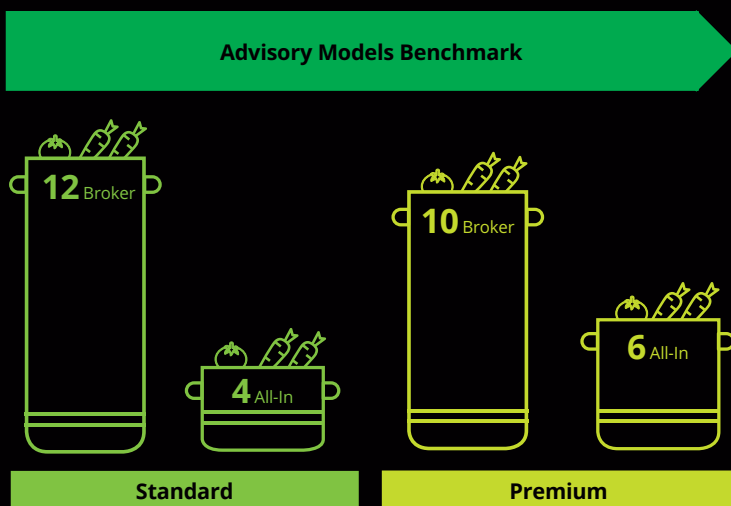 Advisory Models Benchmark
12 Broker
4 All-In
10 Broker
6 All-In
Standard
Premium